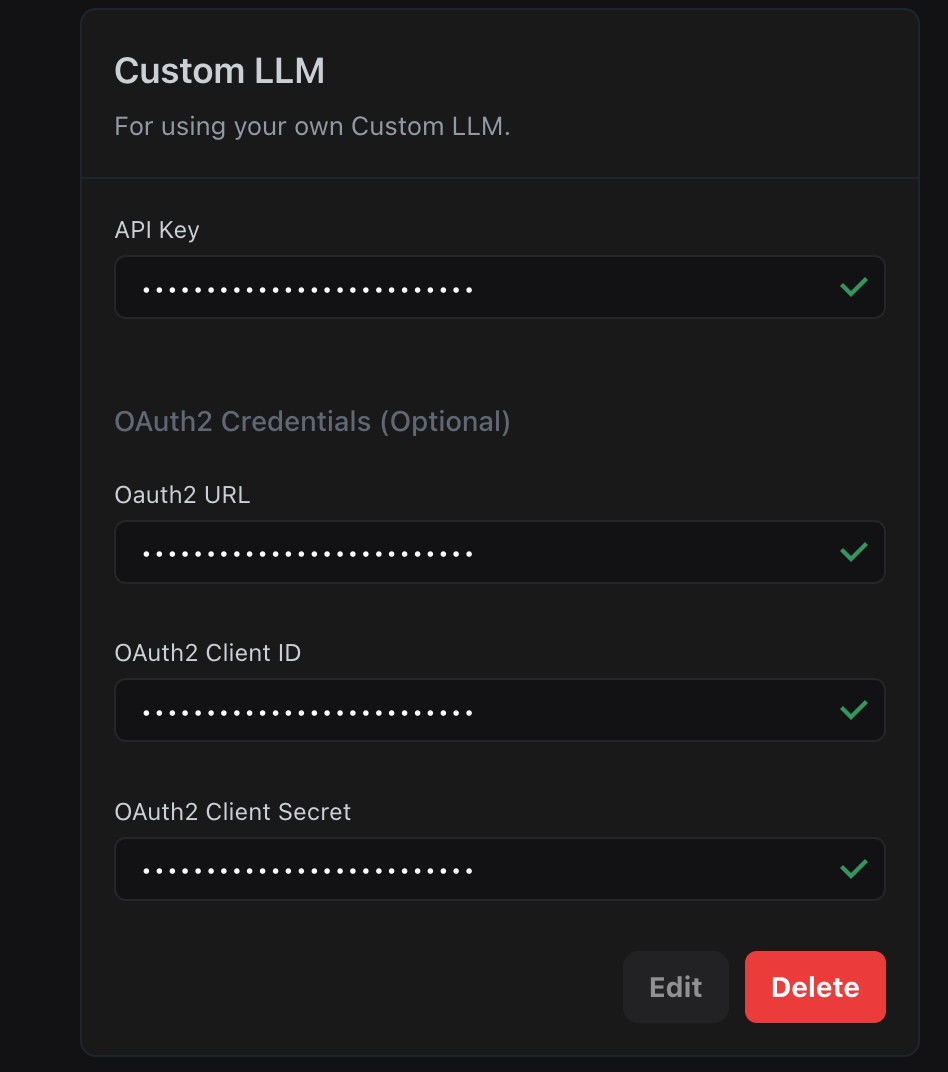 Custom LLM
For using your own Custom LLM.
API Key
••••••••••••••••••••••••••
OAuth2 Credentials (Optional)
Oauth2 URL
••••••••••••••••••••••••••
OAuth2 Client ID
••••••••••••••••••••••••••
OAuth2 Client Secret
••••••••••••••••••••••••••
Edit
Delete